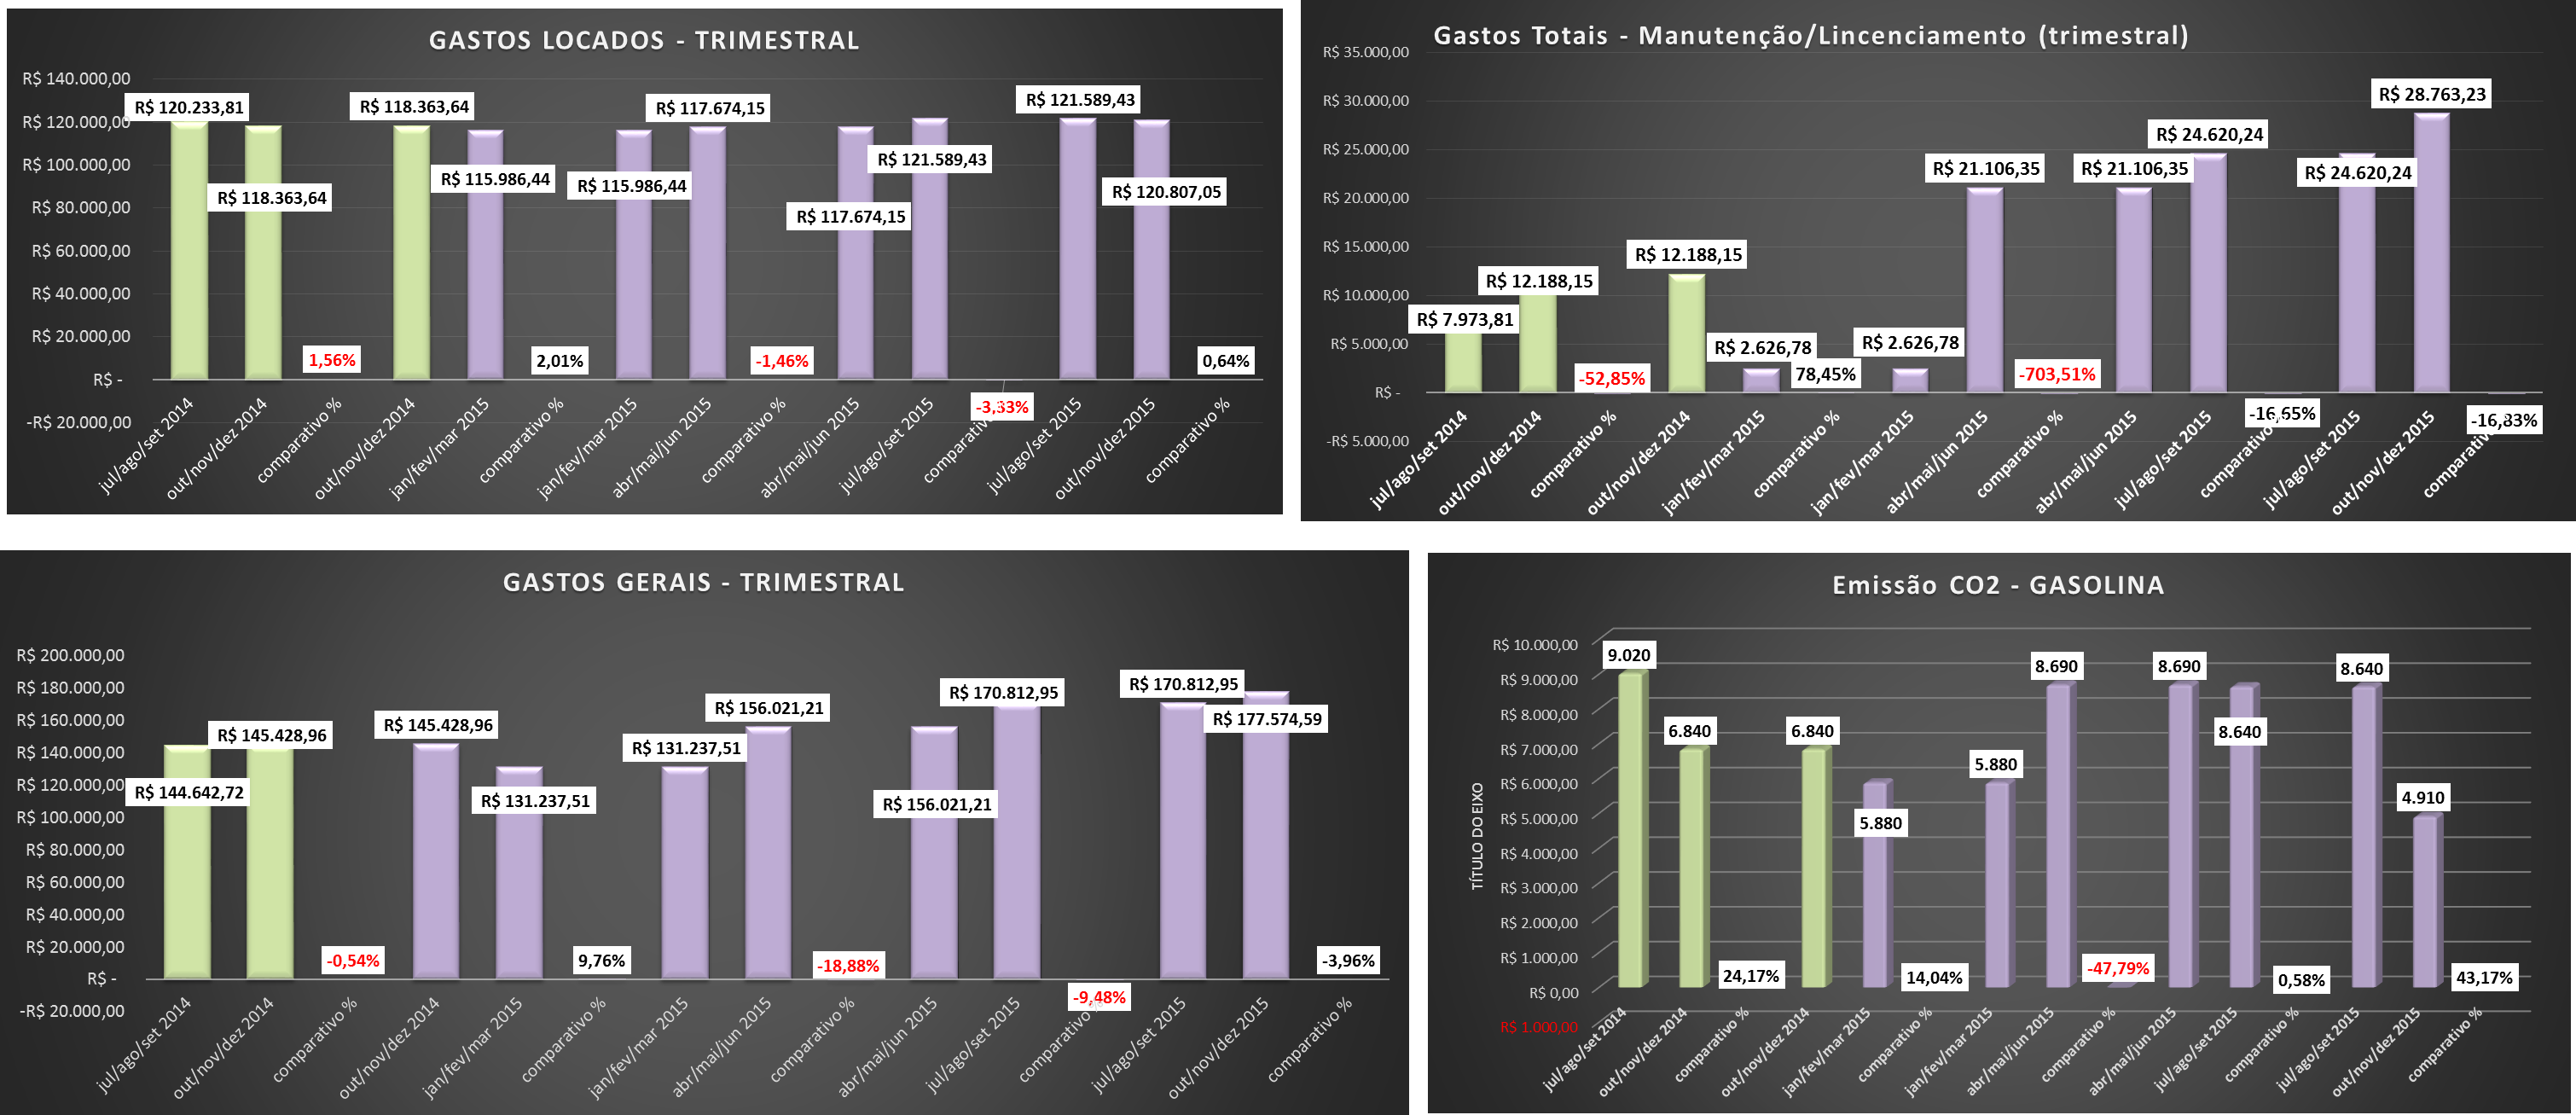 GASTOS LOCADOS - TRIMESTRAL
R$ 140.000,00
R$ 120.000,00
R$ 100.000,00
R$ 80.000,00
R$ 60.000,00
R$ 40.000,00
R$ 20.000,00
R$ -
-R$ 20.000,00
R$ 120.233,81
R$ 118.363,64
1,56%
R$ 118.363,64
R$ 115.986,44
2,01%
R$ 115.986,44
R$ 117.674,15
-1,46%
R$ 117.674,15
R$ 121.589,43
-3,33%
R$ 121.589,43
R$ 120.807,05
0,64%
jul/ago/set 2014
out/nov/dez 2014
comparativo %
out/nov/dez 2014
jan/fev/mar 2015
comparativo %
jan/fev/mar 2015
abr/mai/jun 2015
comparativo %
abr/mai/jun 2015
jul/ago/set 2015
comparativo %
jul/ago/set 2015
out/nov/dez 2015
comparativo %
Gastos Totais - Manutenção/Lincenciamento (trimestral)
R$ 35.000,00
R$ 30.000,00
R$ 25.000,00
R$ 20.000,00
R$ 15.000,00
R$ 10.000,00
R$ 5.000,00
R$ -
-R$ 5.000,00
R$ 7.973,81
R$ 12.188,15
-52,85%
R$ 12.188,15
R$ 2.626,78
78,45%
R$ 2.626,78
R$ 21.106,35
-703,51%
R$ 21.106,35
R$ 24.620,24
-16,65%
R$ 24.620,24
R$ 28.763,23
-16,83%
jul/ago/set 2014
out/nov/dez 2014
comparativo %
out/nov/dez 2014
jan/fev/mar 2015
comparativo %
jan/fev/mar 2015
abr/mai/jun 2015
comparativo %
abr/mai/jun 2015
jul/ago/set 2015
comparativo %
jul/ago/set 2015
out/nov/dez 2015
GASTOS GERAIS - TRIMESTRAL
R$ 200.000,00
R$ 180.000,00
R$ 160.000,00
R$ 140.000,00
R$ 120.000,00
R$ 100.000,00
R$ 80.000,00
R$ 60.000,00
R$ 40.000,00
R$ 20.000,00
R$ -
-R$ 20.000,00
R$ 144.642,72
R$ 145.428,96
-0,54%
R$ 145.428,96
R$ 131.237,51
9,76%
R$ 131.237,51
R$ 156.021,21
-18,88%
R$ 156.021,21
R$ 170.812,95
-9,48%
R$ 170.812,95
R$ 177.574,59
-3,96%
jul/ago/set 2014
out/nov/dez 2014
comparativo %
out/nov/dez 2014
jan/fev/mar 2015
comparativo %
jan/fev/mar 2015
abr/mai/jun 2015
comparativo %
abr/mai/jun 2015
jul/ago/set 2015
comparativo %
jul/ago/set 2015
out/nov/dez 2015
comparativo %
Emissão CO2 - GASOLINA
TÍTULO DO EIXO
R$ 10.000,00
R$ 9.000,00
R$ 8.000,00
R$ 7.000,00
R$ 6.000,00
R$ 5.000,00
R$ 4.000,00
R$ 3.000,00
R$ 2.000,00
R$ 1.000,00
R$ 0,00
R$ 1.000,00
9.020
6.840
24,17%
6.840
5.880
14,04%
5.880
8.690
-47,79%
8.690
8.640
0,58%
8.640
4.910
43,17%
jul/ago/set 2014
out/nov/dez 2014
comparativo %
out/nov/dez 2014
jan/fev/mar 2015
comparativo %
jan/fev/mar 2015
abr/mai/jun 2015
comparativo %
abr/mai/jun 2015
jul/ago/set 2015
comparativo %
jul/ago/set 2015
out/nov/dez 2015
comparativo %